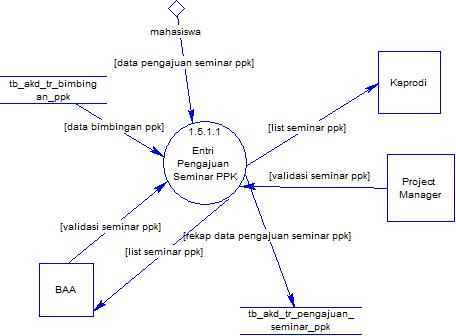 mahasiswa
[data pengajuan seminar ppk]
tb_akd_tr_bimbing
an_ppk
Kaprodi
[data bimbingan ppk]
1.5.1.1
[list seminar ppk]
Entri
Pengajuan
Seminar PPK
[validasi seminar ppk]
Project
Manager
[validasi seminar ppk]
[rekap data pengajuan seminar ppk]
[list seminar ppk]
BAA
tb_akd_tr_pengajuan_
seminar_ppk